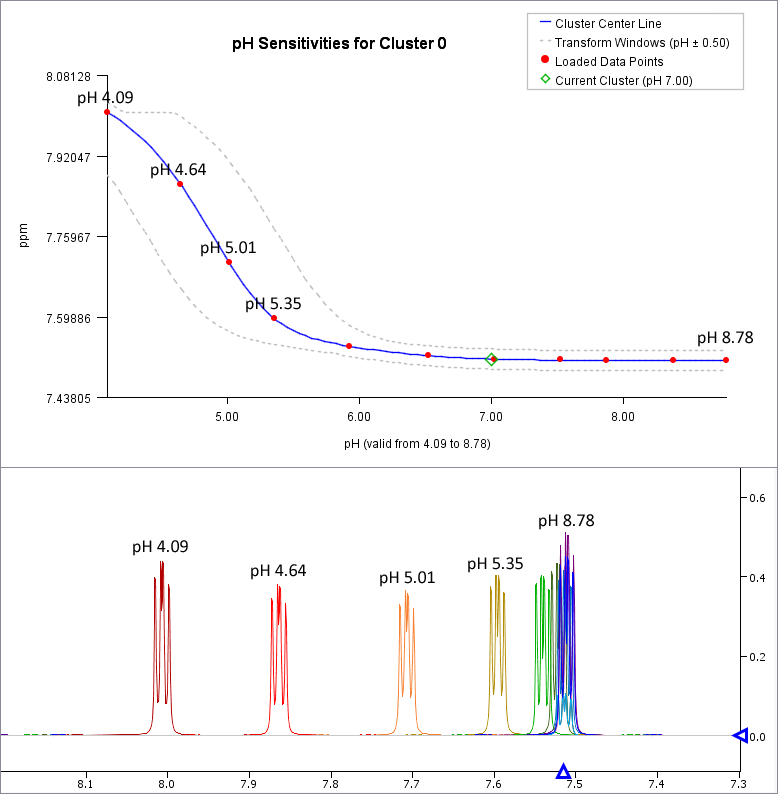 pH Sensitivities for Cluster 0
Cluster Center Line
Transform Windows (pH ± 0.50)
Loaded Data Points
Current Cluster (pH 7.00)
8.08128
pH 4.09
7.92047
pH 4.64
ppm
7.75967
pH 5.01
pH 5.35
7.59886
pH 8.78
7.43805
5.00 6.00 7.00 8.00
pH (valid from 4.09 to 8.78)
0.6
pH 8.78
pH 4.09
pH 5.35
pH 4.64
pH 5.01
0.4
0.2
0.0
8.1 8.0 7.9 7.8 7.7 7.6 7.5 7.4 7.3